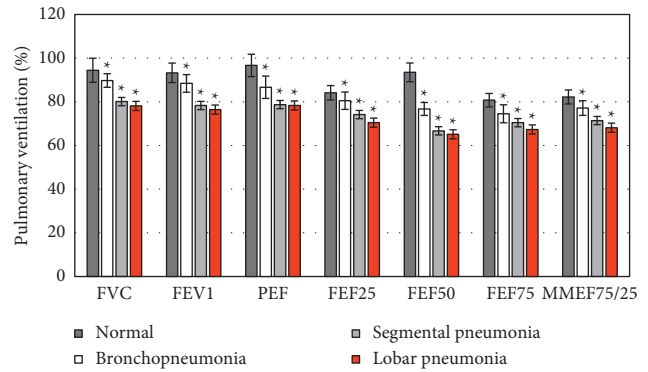 Pulmonary ventilation (%)
120
100
80
60
40
20
0
* * *
* * *
* * *
* * *
* * *
* * *
* * *
FVC FEV1 PEF FEF25 FEF50 FEF75 MMEF75/25
Normal
Bronchopneumonia
Segmental pneumonia
Lobar pneumonia